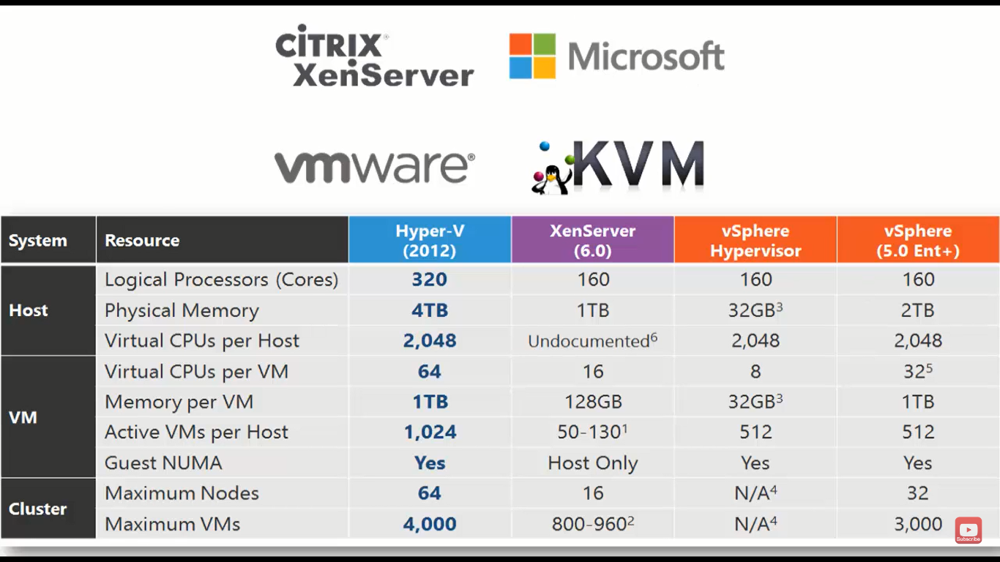 CiTRIX®
XenServer
Microsoft
vmware®
KVM
System Resource Hyper-V (2012) XenServer (6.0) vSphere Hypervisor vSphere (5.0 Ent+)
Host Logical Processors (Cores) 320 160 160 160
Physical Memory 4TB 1TB 32GB³ 2TB
Virtual CPUs per Host 2,048 Undocumented⁶ 2,048 2,048
VM Virtual CPUs per VM 64 16 8 32⁵
Memory per VM 1TB 128GB 32GB³ 1TB
Active VMs per Host 1,024 50-130¹ 512 512
Guest NUMA Yes Host Only Yes Yes
Cluster Maximum Nodes 64 16 N/A⁴ 32
Maximum VMs 4,000 800-960² N/A⁴ 3,000
Subscribe